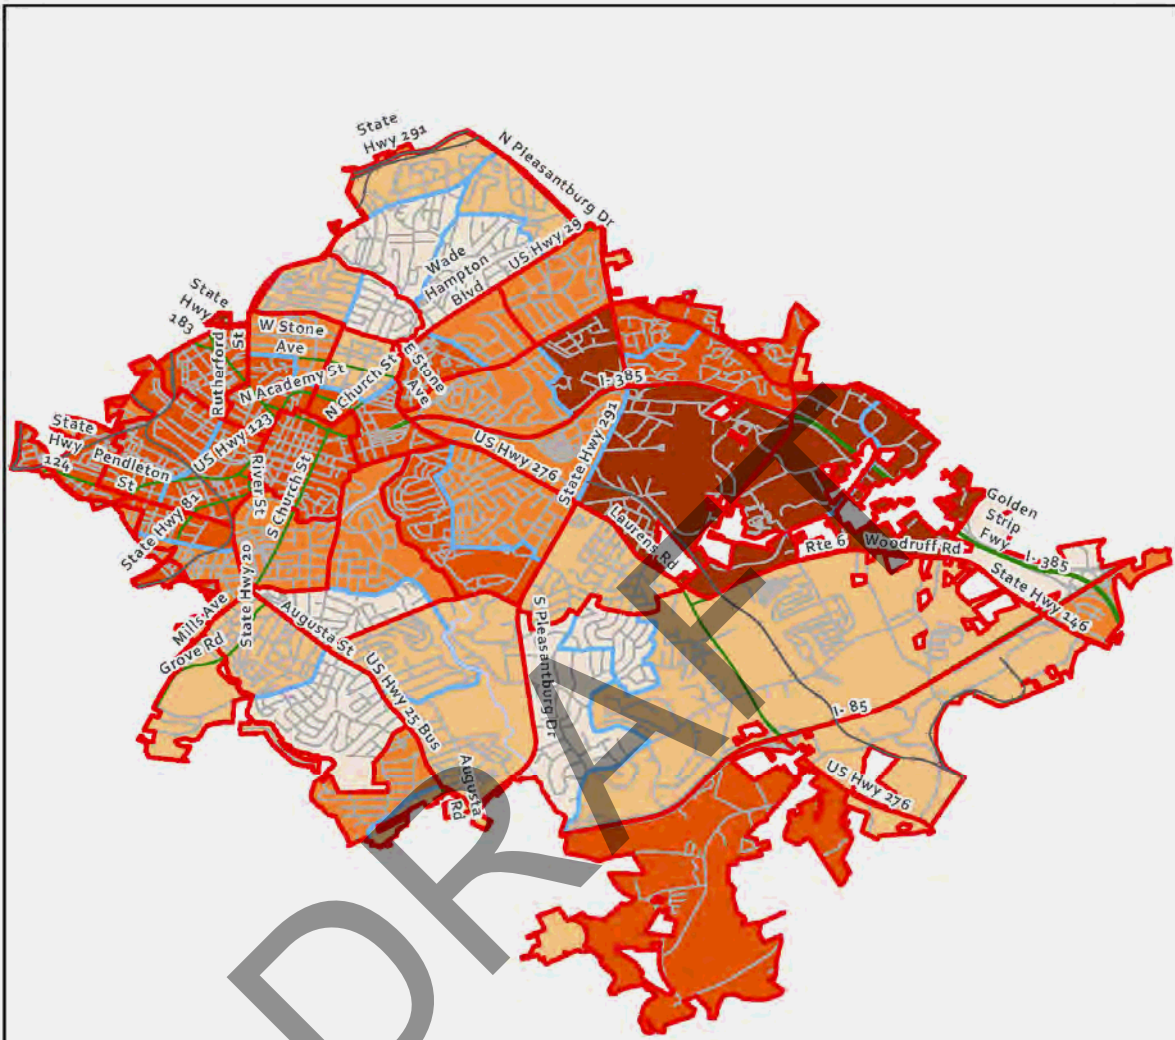 State
Hwy 291
N Pleasantburg Dr
US Hwy 29
Wade
Hampton
Blvd
State
Hwy
183
Rutherford
St
W Stone
Ave
E Stone
Ave
N Academy St
N Church St
I-385
State
Hwy
124
Pendleton
St
US Hwy 123
River St
S Church St
US Hwy 276
State Hwy 291
State Hwy 81
Laurens Rd
Rte 6
Woodruff Rd
Golden
Strip
Fwy
I-385
State Hwy 146
State Hwy 20
Mills Ave
Grove Rd
Augusta St
US Hwy 25 Bus
S Pleasantburg Dr
I-85
US Hwy 276
Augusta
Rd
DRAFT